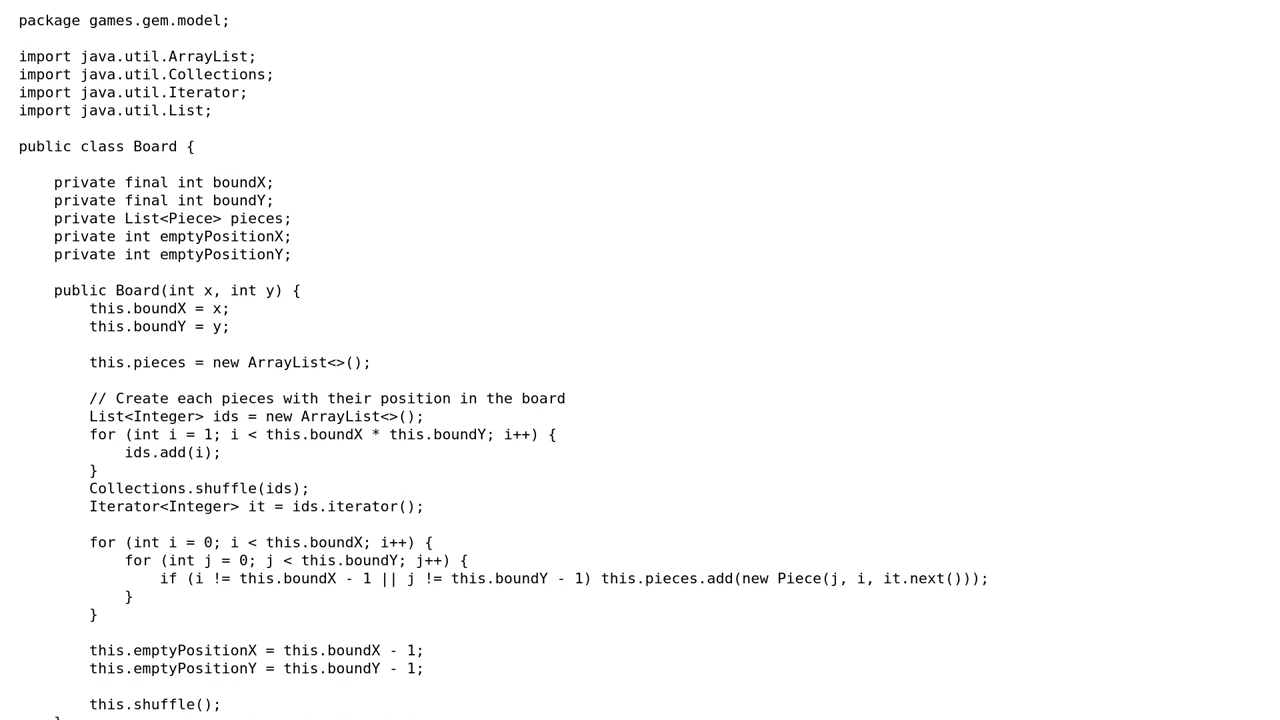 package games.gem.model;

import java.util.ArrayList;
import java.util.Collections;
import java.util.Iterator;
import java.util.List;

public class Board {

    private final int boundX;
    private final int boundY;
    private List<Piece> pieces;
    private int emptyPositionX;
    private int emptyPositionY;

    public Board(int x, int y) {
        this.boundX = x;
        this.boundY = y;

        this.pieces = new ArrayList<>();

        // Create each pieces with their position in the board
        List<Integer> ids = new ArrayList<>();
        for (int i = 1; i < this.boundX * this.boundY; i++) {
            ids.add(i);
        }
        Collections.shuffle(ids);
        Iterator<Integer> it = ids.iterator();

        for (int i = 0; i < this.boundX; i++) {
            for (int j = 0; j < this.boundY; j++) {
                if (i != this.boundX - 1 || j != this.boundY - 1) this.pieces.add(new Piece(j, i, it.next()));
            }
        }

        this.emptyPositionX = this.boundX - 1;
        this.emptyPositionY = this.boundY - 1;

        this.shuffle();
    }